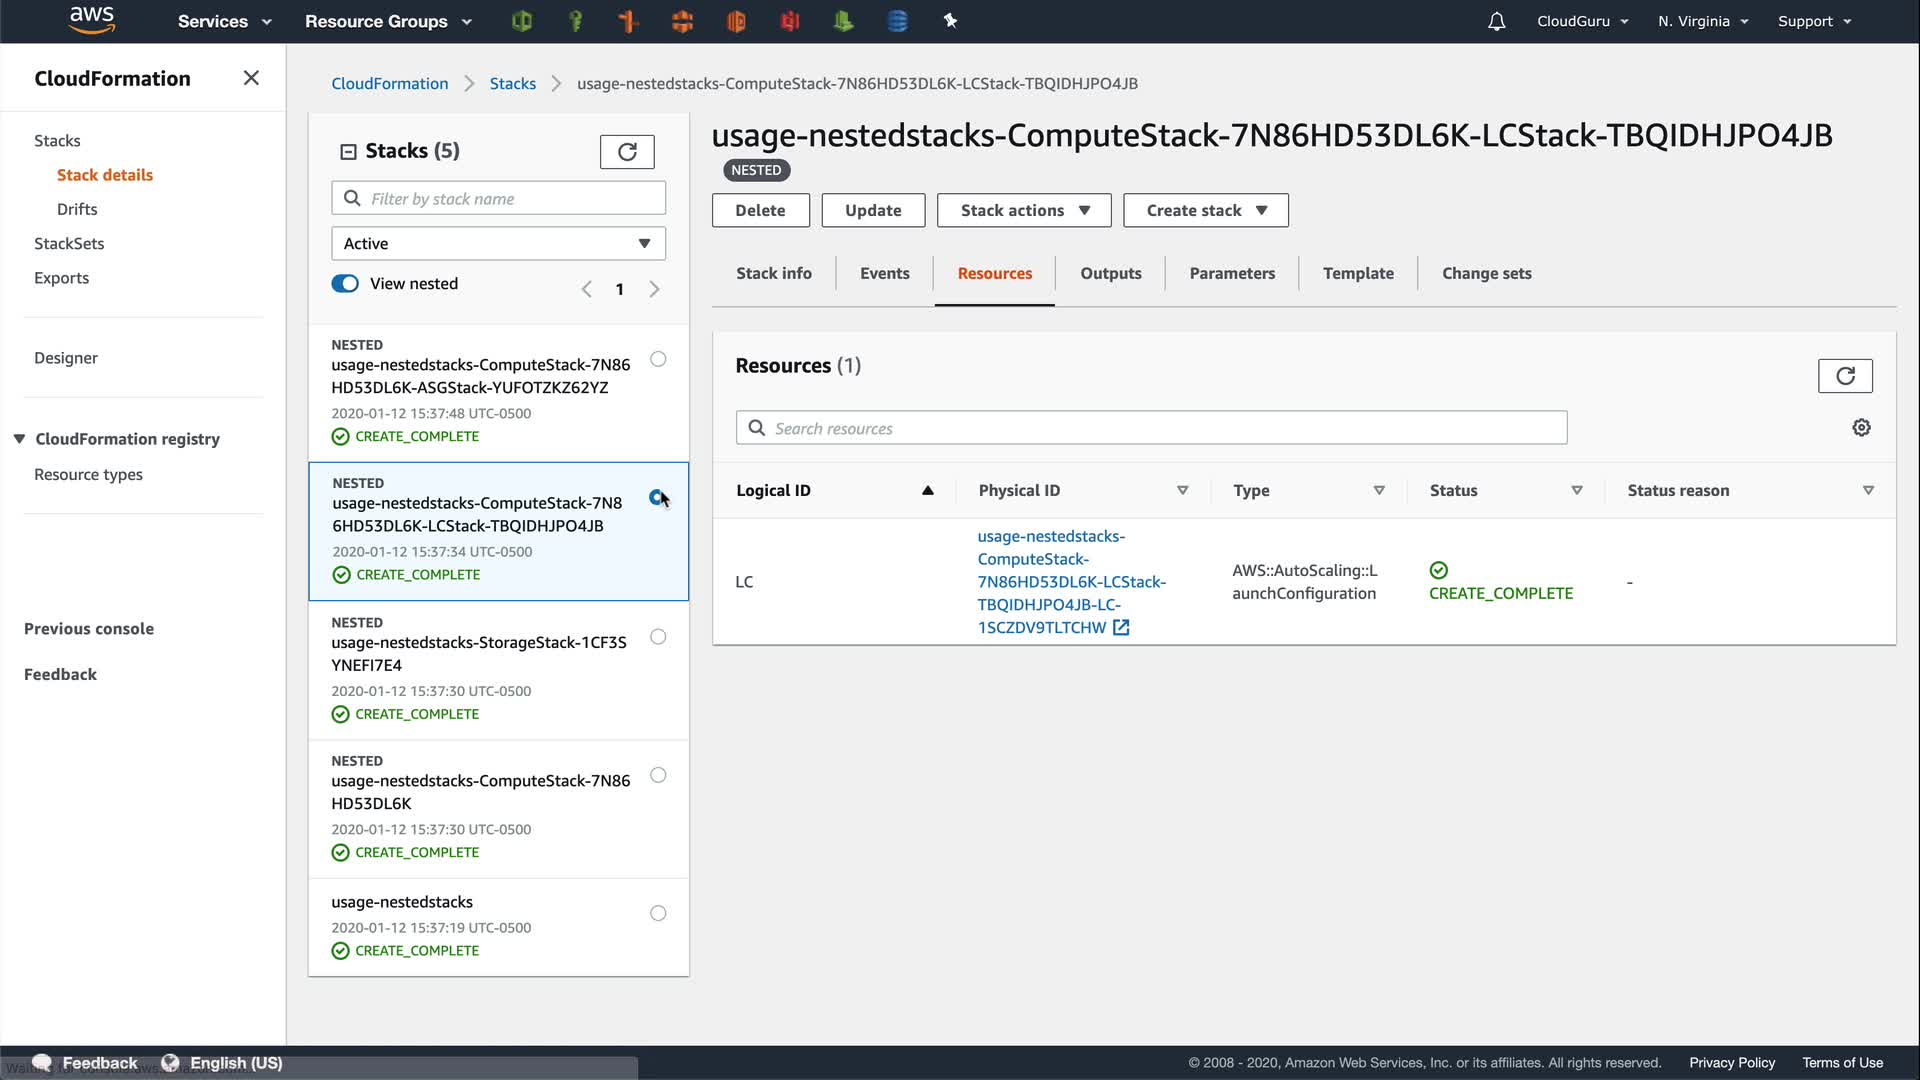 aws Services Resource Groups CloudGuru N. Virginia Support
CloudFormation
Stacks
Stack details
Drifts
StackSets
Exports
Designer
CloudFormation registry
Resource types
Previous console
Feedback
CloudFormation Stacks usage-nestedstacks-ComputeStack-7N86HD53DL6K-LCStack-TBQIDHJPO4JB
Stacks (5)
Filter by stack name
Active
View nested 1
NESTED
usage-nestedstacks-ComputeStack-7N86
HD53DL6K-ASGStack-YUFOTZKZ62YZ
2020-01-12 15:37:48 UTC-0500
CREATE_COMPLETE
NESTED
usage-nestedstacks-ComputeStack-7N8
6HD53DL6K-LCStack-TBQIDHJPO4JB
2020-01-12 15:37:34 UTC-0500
CREATE_COMPLETE
NESTED
usage-nestedstacks-StorageStack-1CF3S
YNEFI7E4
2020-01-12 15:37:30 UTC-0500
CREATE_COMPLETE
NESTED
usage-nestedstacks-ComputeStack-7N86
HD53DL6K
2020-01-12 15:37:30 UTC-0500
CREATE_COMPLETE
usage-nestedstacks
2020-01-12 15:37:19 UTC-0500
CREATE_COMPLETE
usage-nestedstacks-ComputeStack-7N86HD53DL6K-LCStack-TBQIDHJPO4JB
NESTED
Delete Update Stack actions Create stack
Stack info Events Resources Outputs Parameters Template Change sets
Resources (1)
Search resources
Logical ID Physical ID Type Status Status reason
LC
usage-nestedstacks-
ComputeStack-
7N86HD53DL6K-LCStack-
TBQIDHJPO4JB-LC-
1SCZDV9TLTCHW
AWS::AutoScaling::L
aunchConfiguration
CREATE_COMPLETE
-
Feedback English (US) © 2008 - 2020, Amazon Web Services, Inc. or its affiliates. All rights reserved. Privacy Policy Terms of Use